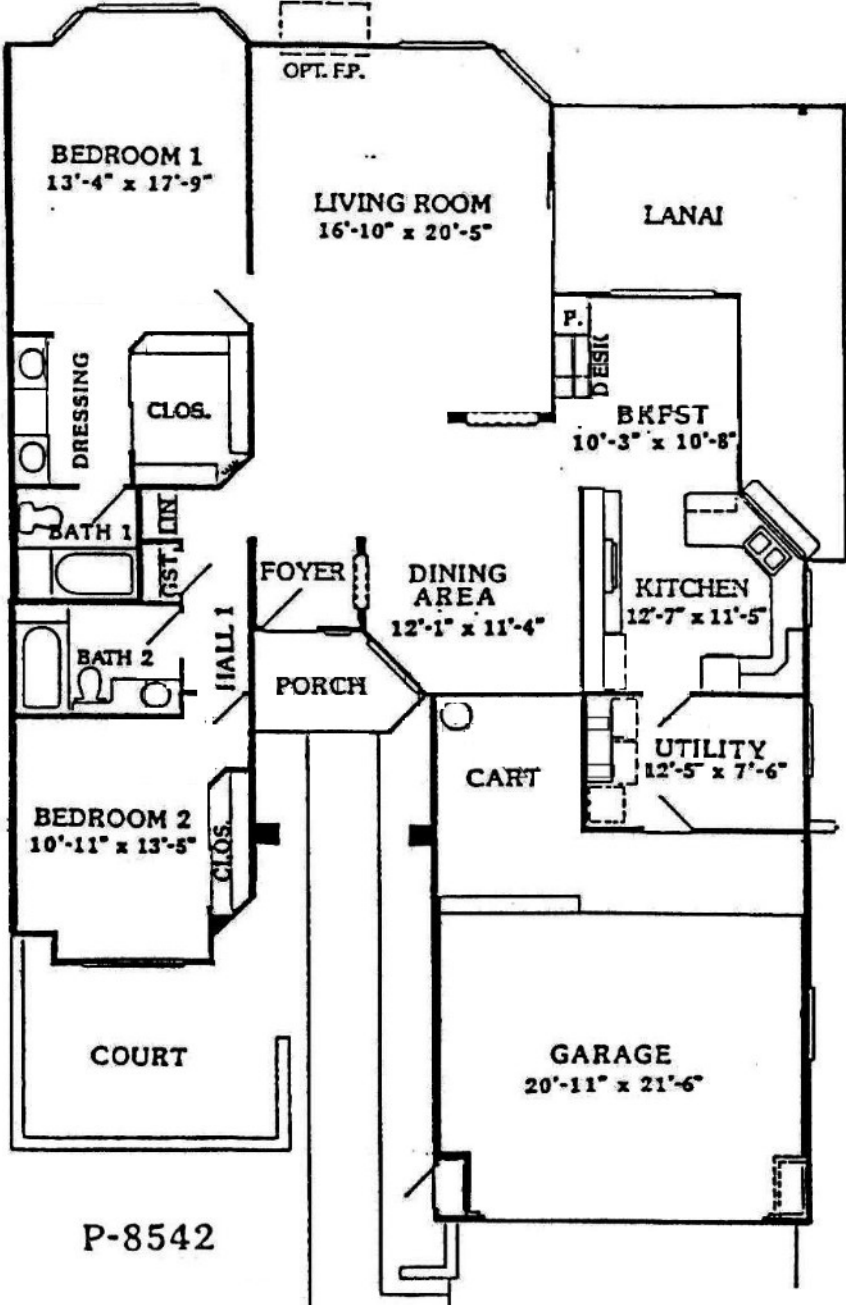 OPT. F.P.
BEDROOM 1
13'-4" x 17'-9"
LIVING ROOM
16'-10" x 20'-5"
LANAI
P.
DESK
DRESSING
CLOS.
BKFST
10'-3" x 10'-8"
BATH 1
LIN
GST.
FOYER
DINING
AREA
12'-1" x 11'-4"
KITCHEN
12'-7" x 11'-5"
BATH 2
HALL 1
PORCH
CART
UTILITY
12'-5" x 7'-6"
BEDROOM 2
10'-11" x 13'-5"
CLOS.
COURT
GARAGE
20'-11" x 21'-6"
P-8542